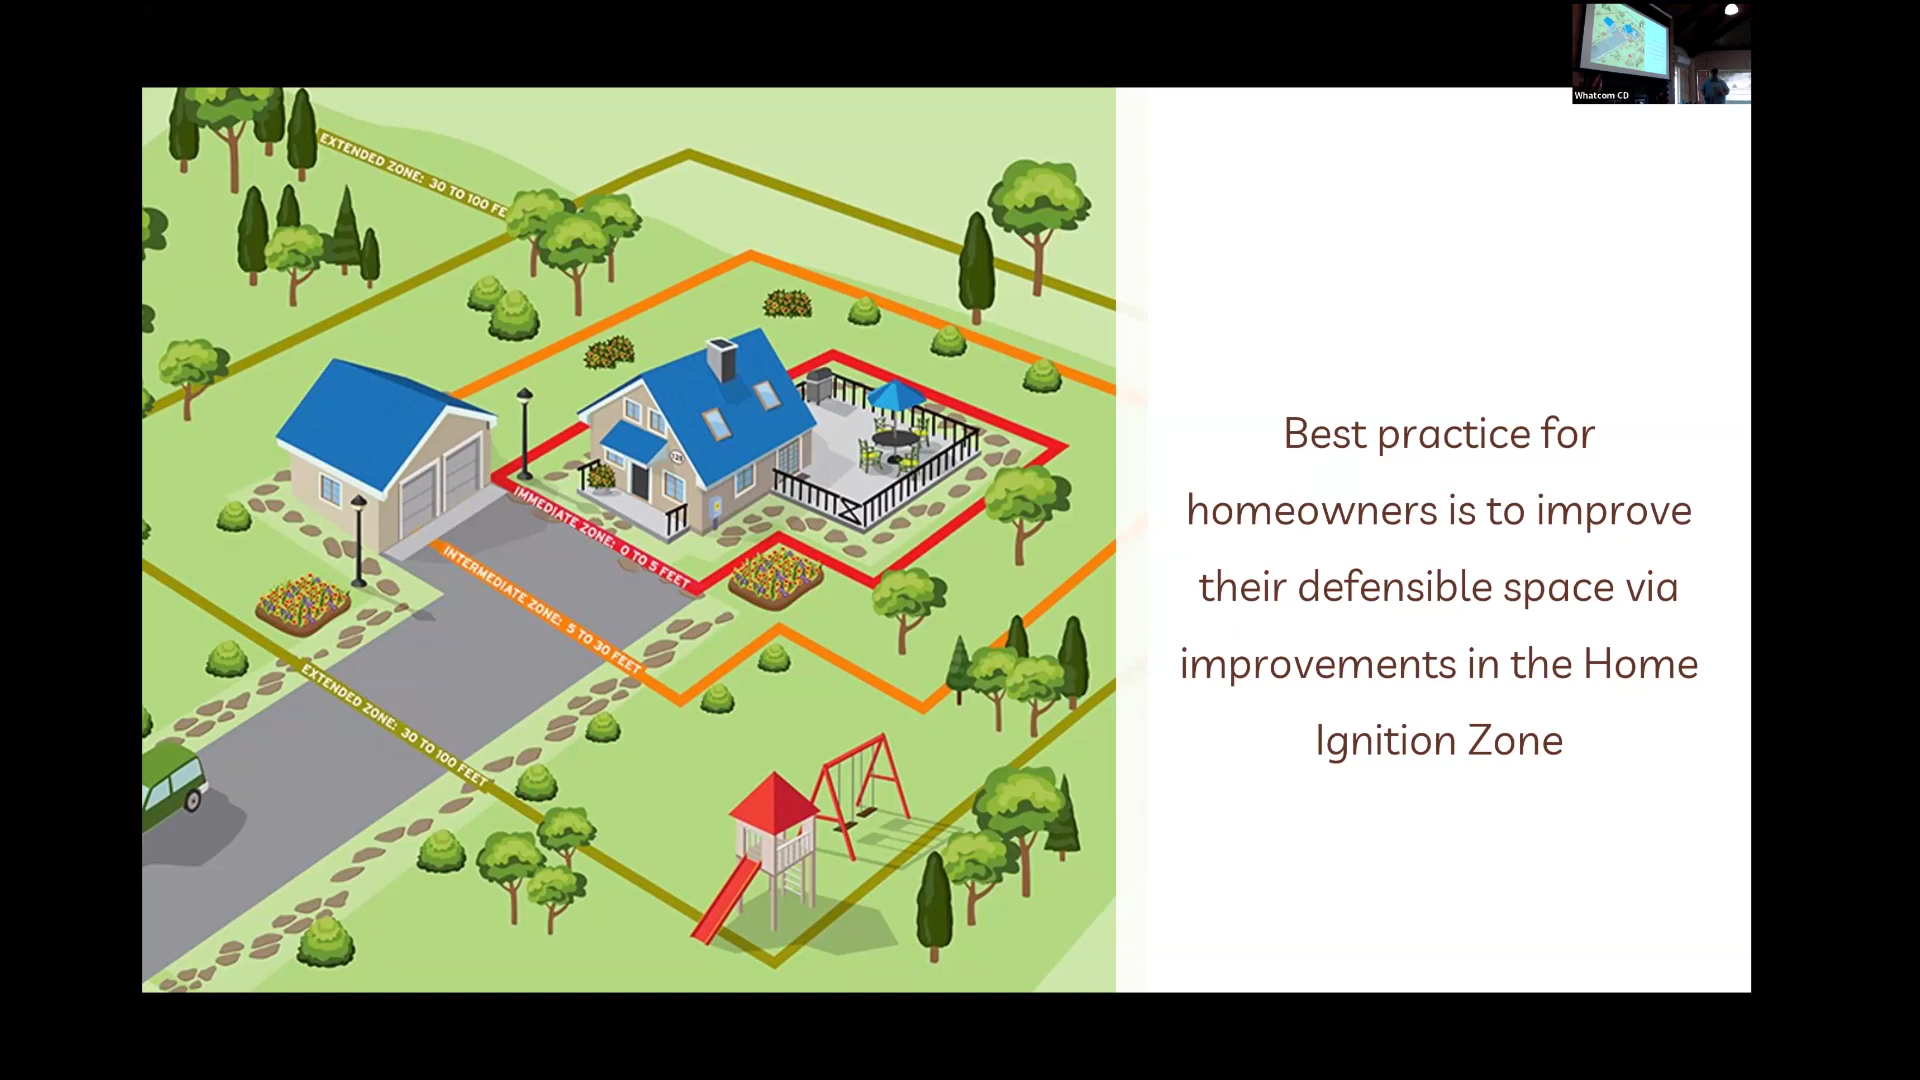 Whatcom CD
EXTENDED ZONE: 30 TO 100 FE
IMMEDIATE ZONE: 0 TO 5 FEET
INTERMEDIATE ZONE: 5 TO 30 FEET
EXTENDED ZONE: 30 TO 100 FEET
Best practice for
homeowners is to improve
their defensible space via
improvements in the Home
Ignition Zone